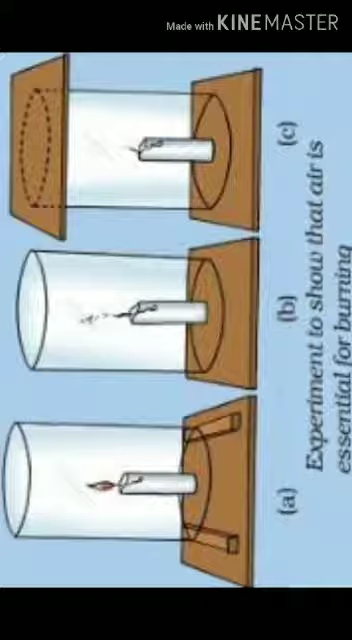 Made with KINEMASTER
(a) (b) (c)
Experiment to show that air is
essential for burning